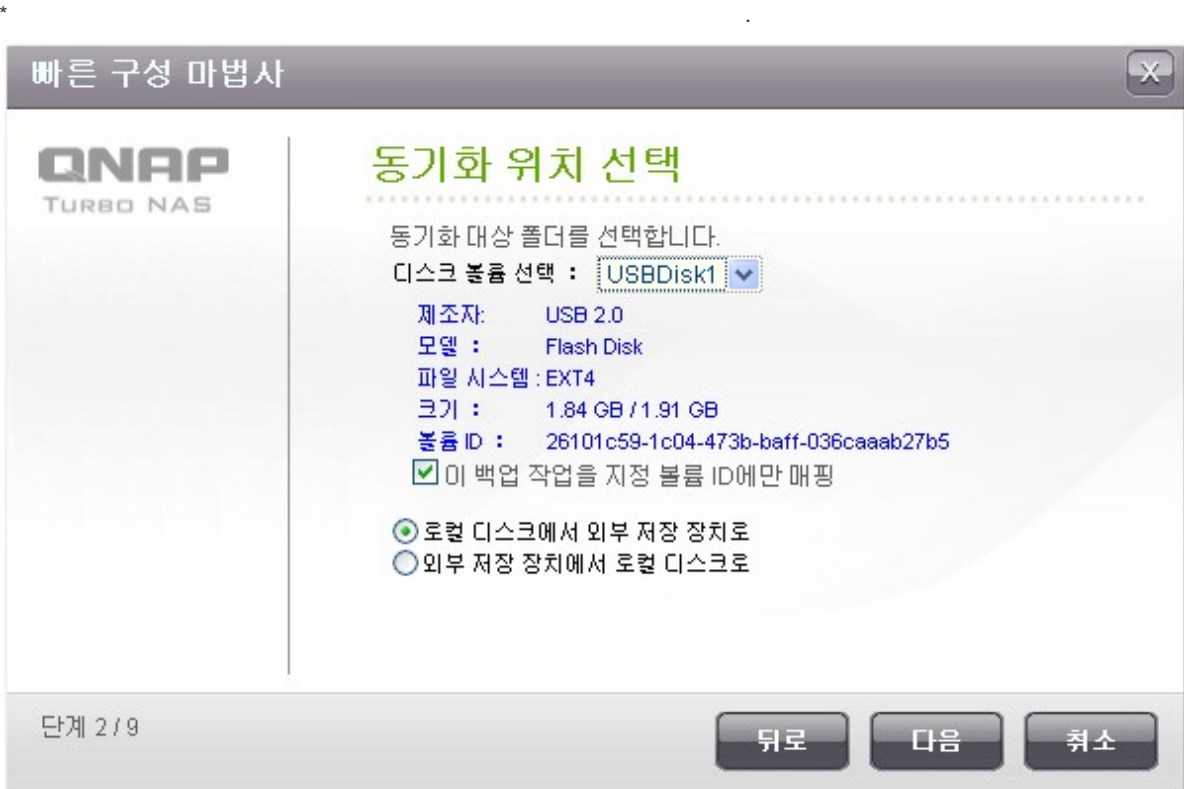 *
.
빠른 구성 마법사
X
QNAP
TURBO NAS
동기화 위치 선택
동기화 대상 폴더를 선택합니다.
디스크 볼륨 선택 : USBDisk1
제조자: USB 2.0
모델 : Flash Disk
파일 시스템 : EXT4
크기 : 1.84 GB / 1.91 GB
볼륨 ID : 26101c59-1c04-473b-baff-036caaab27b5
이 백업 작업을 지정 볼륨 ID에만 매핑
로컬 디스크에서 외부 저장 장치로
외부 저장 장치에서 로컬 디스크로
단계 2 / 9
뒤로
다음
취소